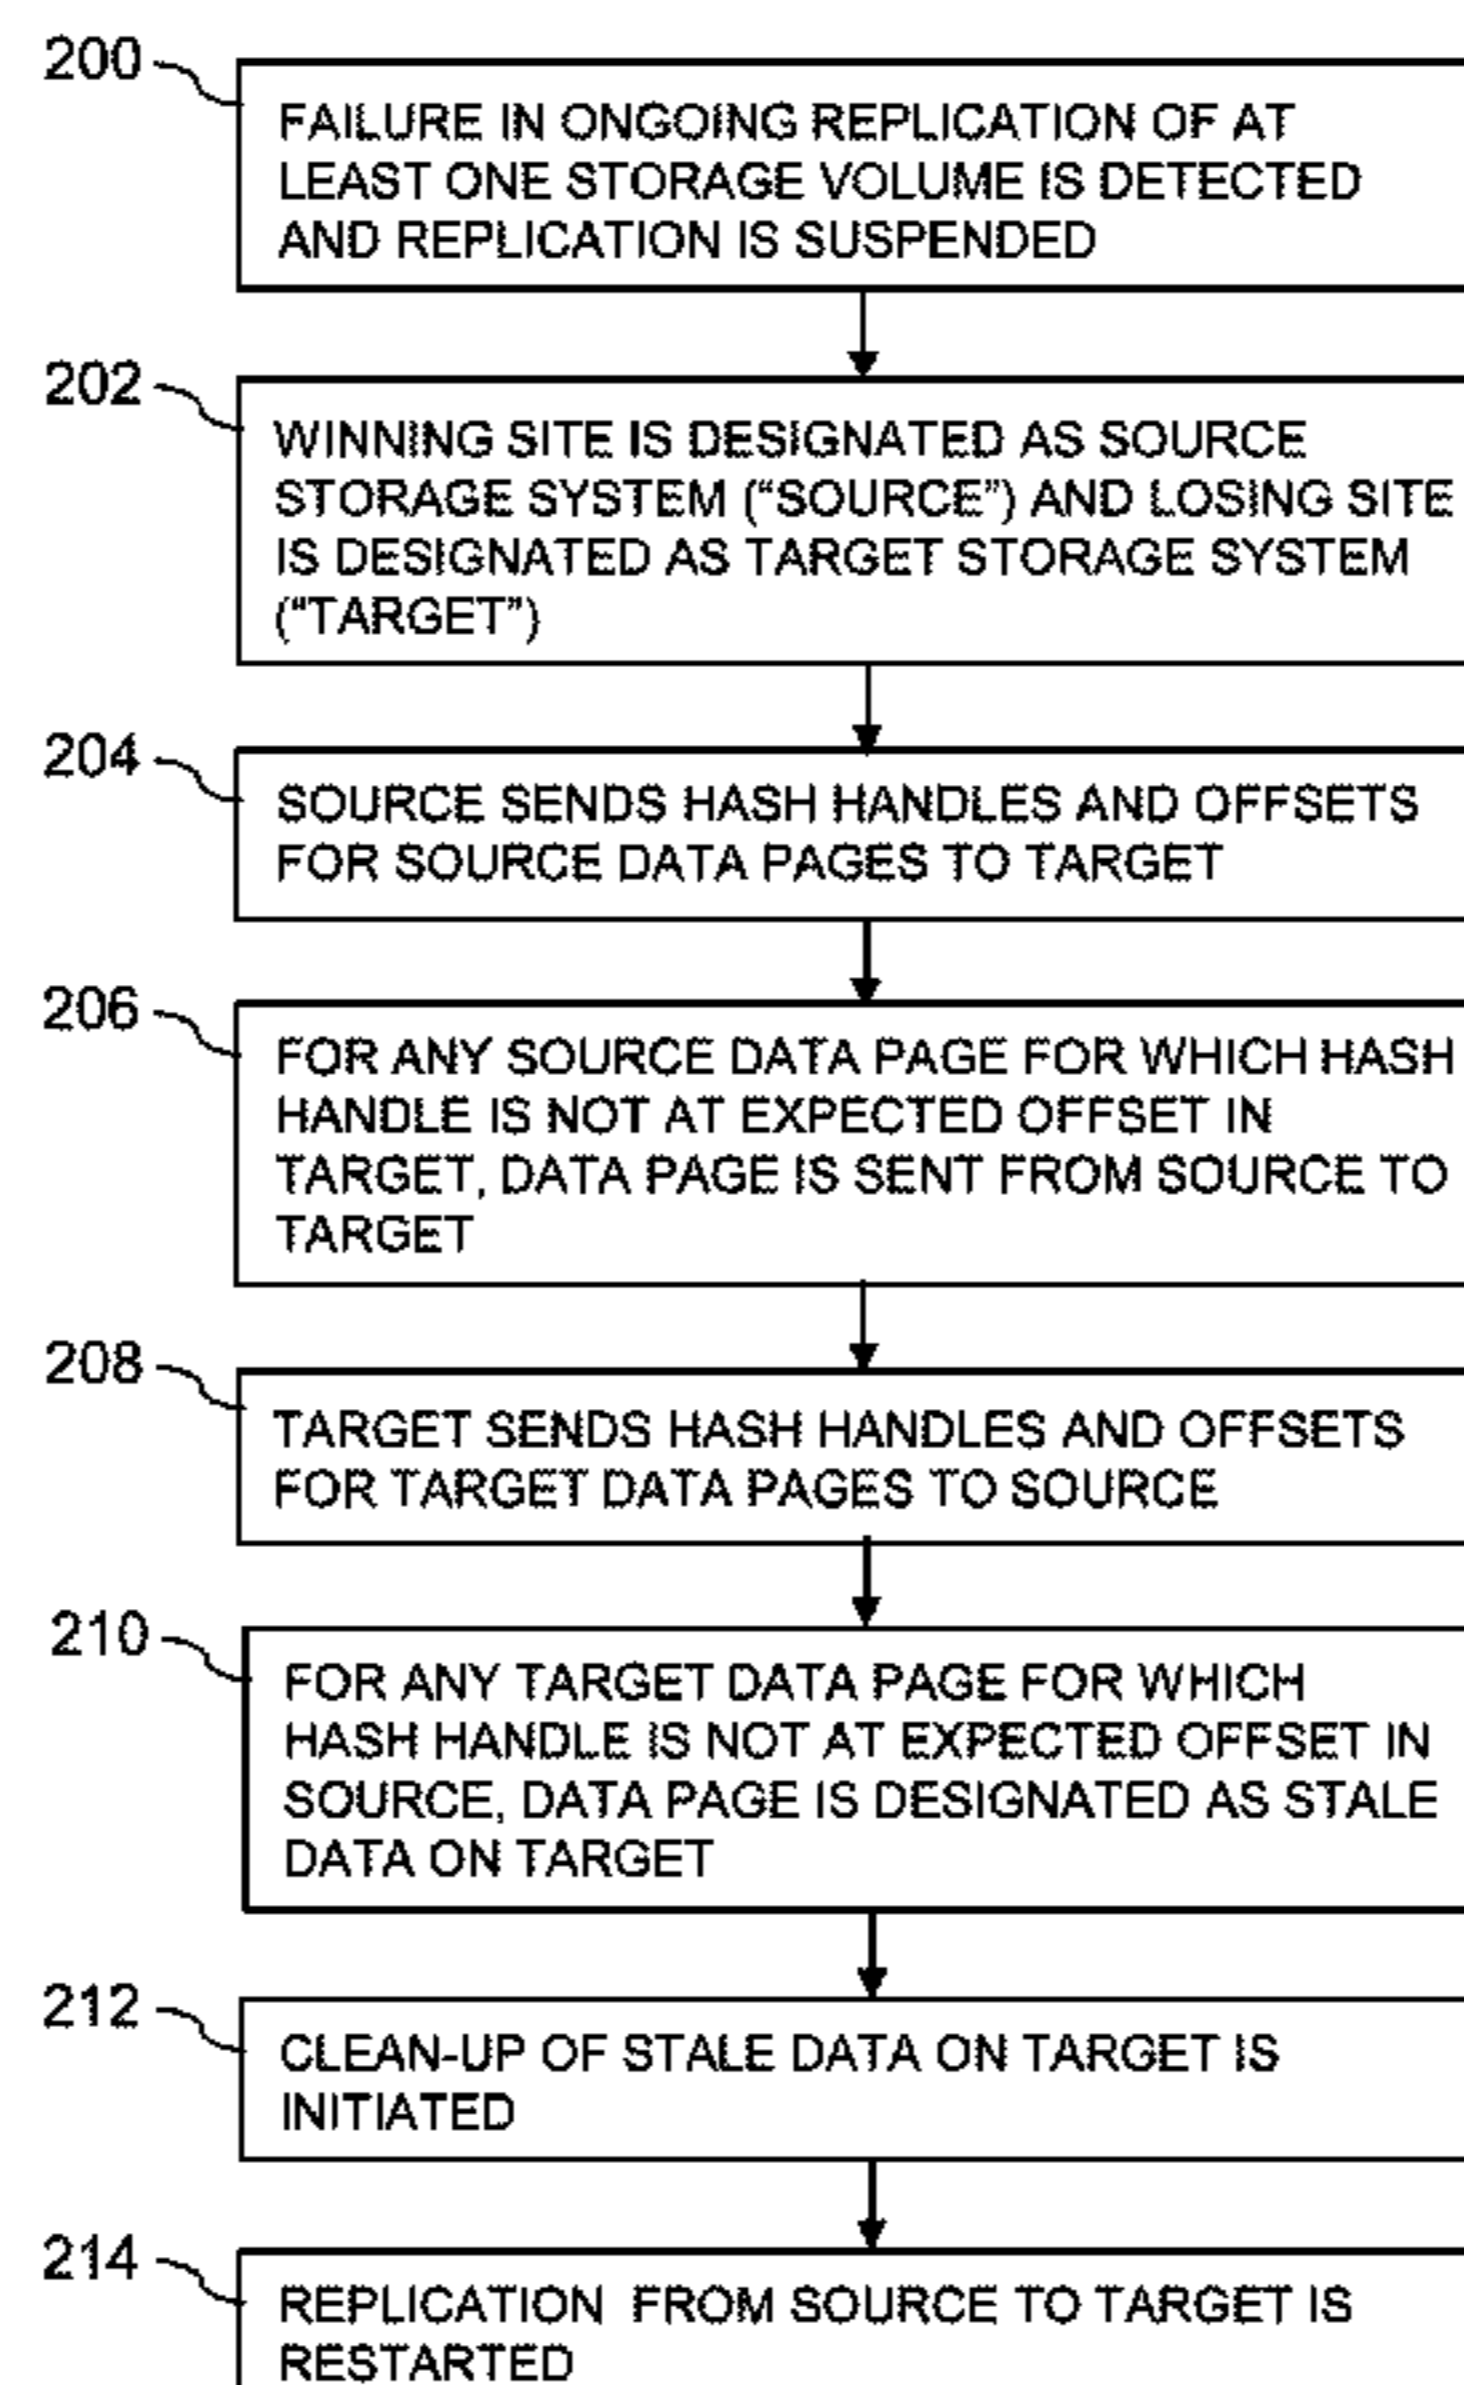 200
FAILURE IN ONGOING REPLICATION OF AT
LEAST ONE STORAGE VOLUME IS DETECTED
AND REPLICATION IS SUSPENDED
202
WINNING SITE IS DESIGNATED AS SOURCE
STORAGE SYSTEM (“SOURCE”) AND LOSING SITE
IS DESIGNATED AS TARGET STORAGE SYSTEM
(“TARGET”)
204
SOURCE SENDS HASH HANDLES AND OFFSETS
FOR SOURCE DATA PAGES TO TARGET
206
FOR ANY SOURCE DATA PAGE FOR WHICH HASH
HANDLE IS NOT AT EXPECTED OFFSET IN
TARGET, DATA PAGE IS SENT FROM SOURCE TO
TARGET
208
TARGET SENDS HASH HANDLES AND OFFSETS
FOR TARGET DATA PAGES TO SOURCE
210
FOR ANY TARGET DATA PAGE FOR WHICH
HASH HANDLE IS NOT AT EXPECTED OFFSET IN
SOURCE, DATA PAGE IS DESIGNATED AS STALE
DATA ON TARGET
212
CLEAN-UP OF STALE DATA ON TARGET IS
INITIATED
214
REPLICATION FROM SOURCE TO TARGET IS
RESTARTED